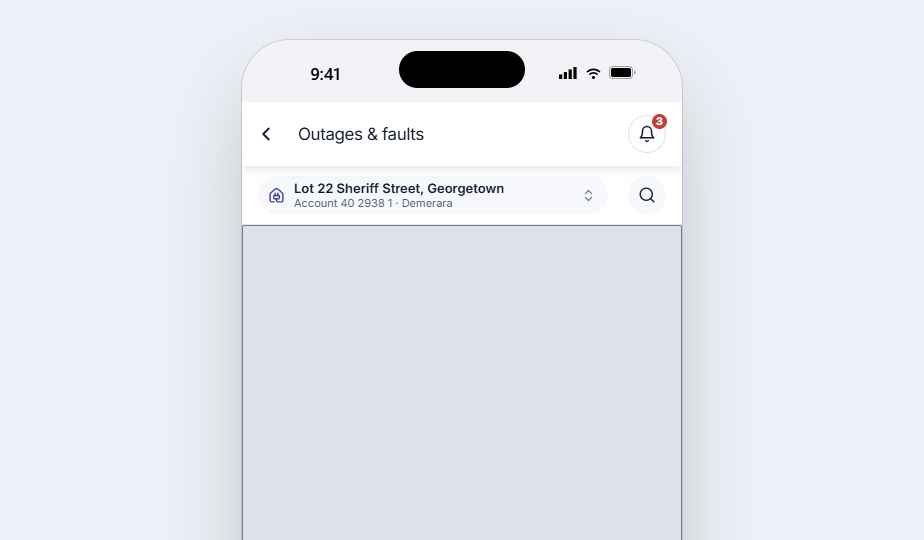 9:41
Outages & faults
3
Lot 22 Sheriff Street, Georgetown
Account 40 2938 1 · Demerara